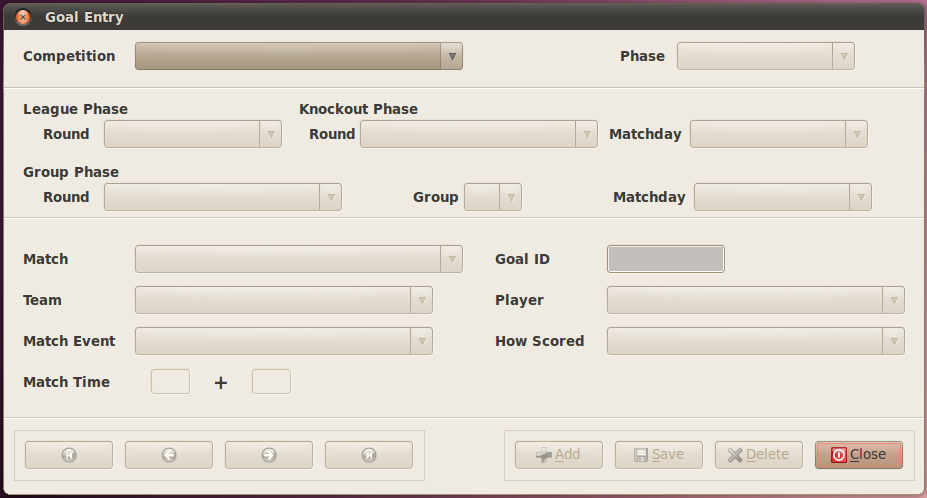 Goal Entry
Competition Phase
League Phase Knockout Phase
Round Round Matchday
Group Phase
Round Group Matchday
Match Goal ID
Team Player
Match Event How Scored
Match Time +
Add Save Delete Close